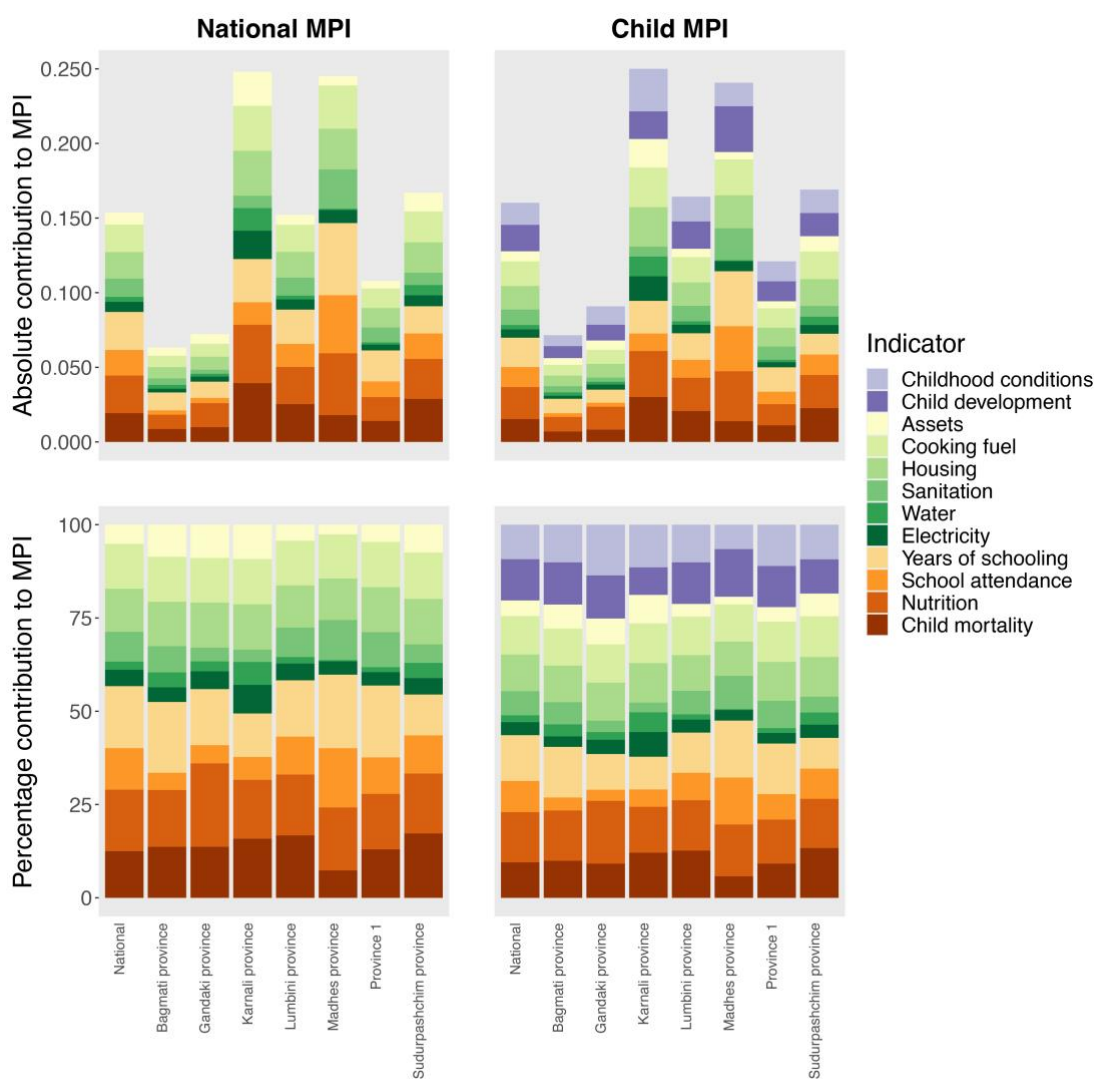 National MPI
Child MPI
Absolute contribution to MPI
0.250
0.200
0.150
0.100
0.050
0.000
Percentage contribution to MPI
100
75
50
25
0
National
Bagmati province
Gandaki province
Karnali province
Lumbini province
Madhes province
Province 1
Sudurpashchim province
National
Bagmati province
Gandaki province
Karnali province
Lumbini province
Madhes province
Province 1
Sudurpashchim province
Indicator
Childhood conditions
Child development
Assets
Cooking fuel
Housing
Sanitation
Water
Electricity
Years of schooling
School attendance
Nutrition
Child mortality